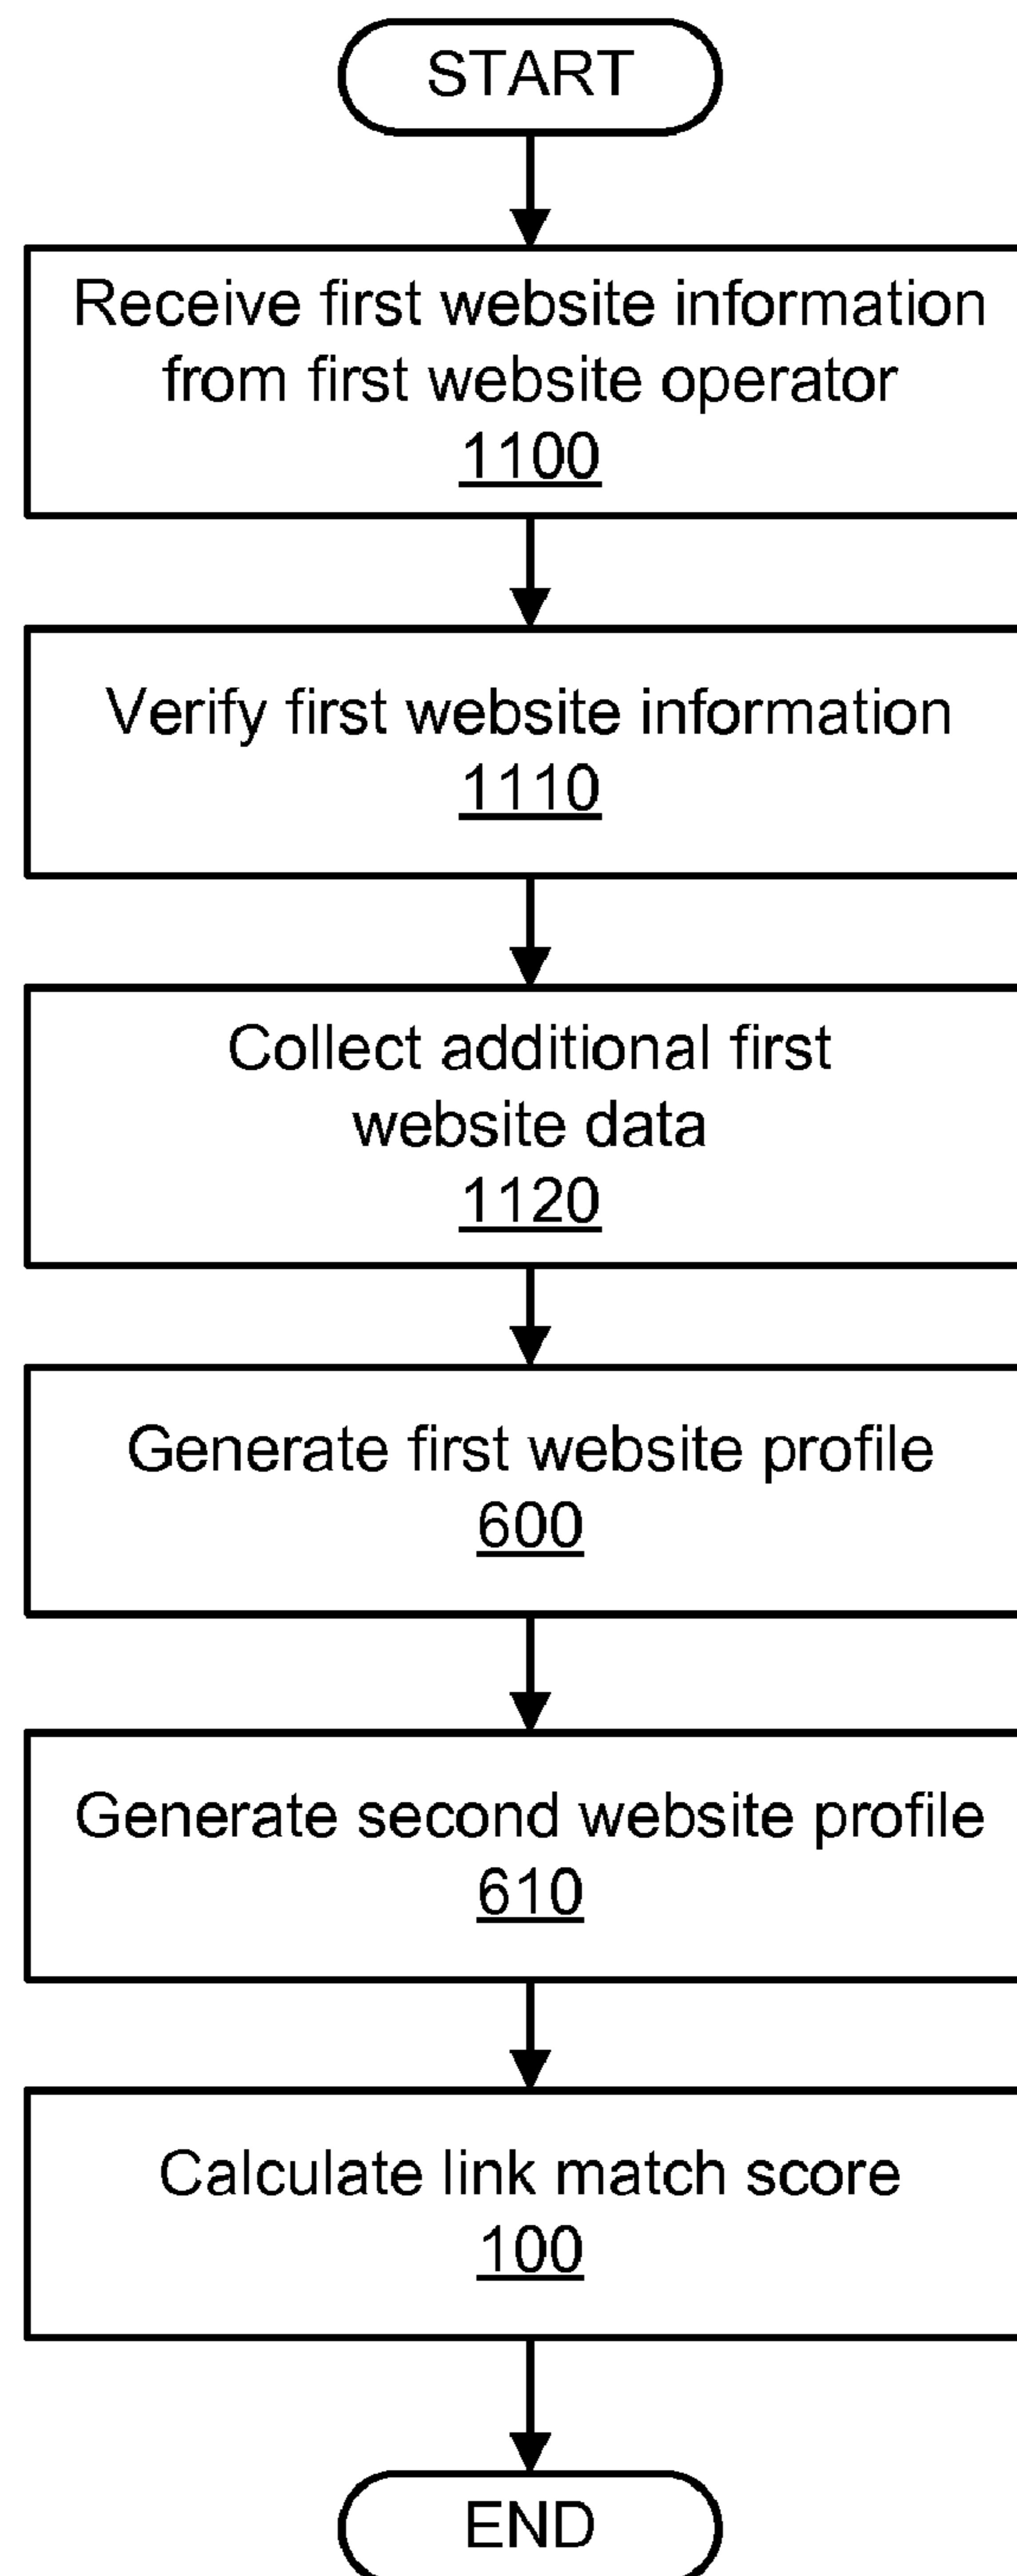 START
Receive first website information
from first website operator
1100
Verify first website information
1110
Collect additional first
website data
1120
Generate first website profile
600
Generate second website profile
610
Calculate link match score
100
END